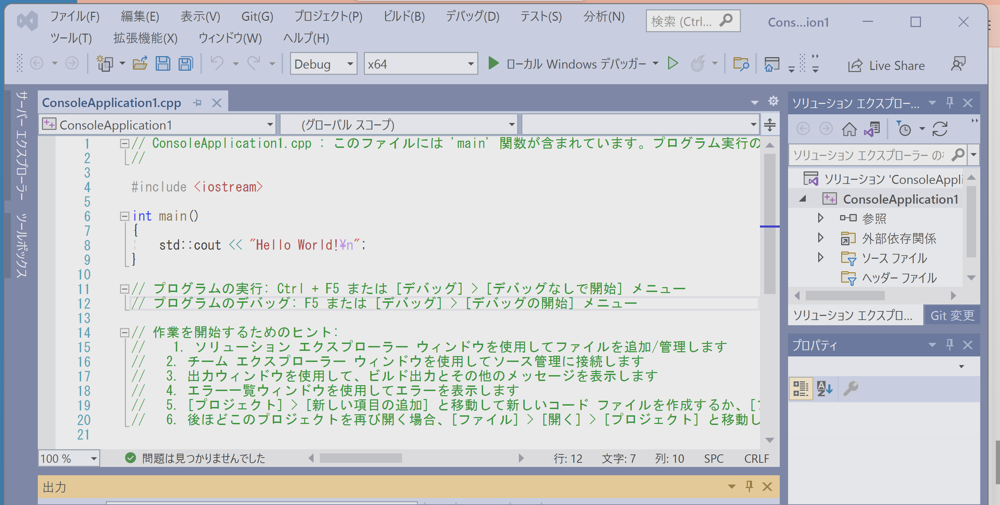 ファイル(F) 編集(E) 表示(V) Git(G) プロジェクト(P) ビルド(B) デバッグ(D) テスト(S) 分析(N) 検索 (Ctrl... Cons...ion1
ツール(T) 拡張機能(X) ウィンドウ(W) ヘルプ(H)
Debug x64 ローカル Windows デバッガー Live Share
サーバー エクスプローラー
ツールボックス
ConsoleApplication1.cpp
ConsoleApplication1 (グローバル スコープ)
1 // ConsoleApplication1.cpp : このファイルには 'main' 関数が含まれています。プログラム実行の
2 //
3
4 #include <iostream>
5
6 int main()
7 {
8 std::cout << "Hello World!¥n";
9 }
10
11 // プログラムの実行: Ctrl + F5 または [デバッグ] > [デバッグなしで開始] メニュー
12 // プログラムのデバッグ: F5 または [デバッグ] > [デバッグの開始] メニュー
13
14 // 作業を開始するためのヒント:
15 // 1. ソリューション エクスプローラー ウィンドウを使用してファイルを追加/管理します
16 // 2. チーム エクスプローラー ウィンドウを使用してソース管理に接続します
17 // 3. 出力ウィンドウを使用して、ビルド出力とその他のメッセージを表示します
18 // 4. エラー一覧ウィンドウを使用してエラーを表示します
19 // 5. [プロジェクト] > [新しい項目の追加] と移動して新しいコード ファイルを作成するか、[
20 // 6. 後ほどこのプロジェクトを再び開く場合、[ファイル] > [開く] > [プロジェクト] と移動し
21
100 % 問題は見つかりませんでした 行: 12 文字: 7 列: 10 SPC CRLF
出力
ソリューション エクスプロー...
ソリューション エクスプローラー の
ソリューション 'ConsoleAppli
ConsoleApplication1
参照
外部依存関係
ソース ファイル
ヘッダー ファイル
ソリューション エクスプロ... Git 変更
プロパティ